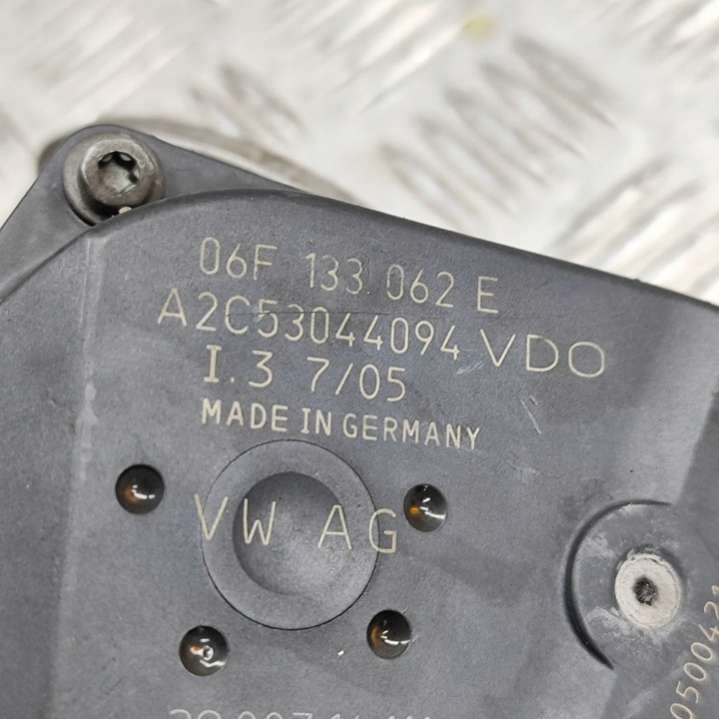 06F 133 062 E
A2C53044094 VDO
I.3 7/05
MADE IN GERMANY
VW AG